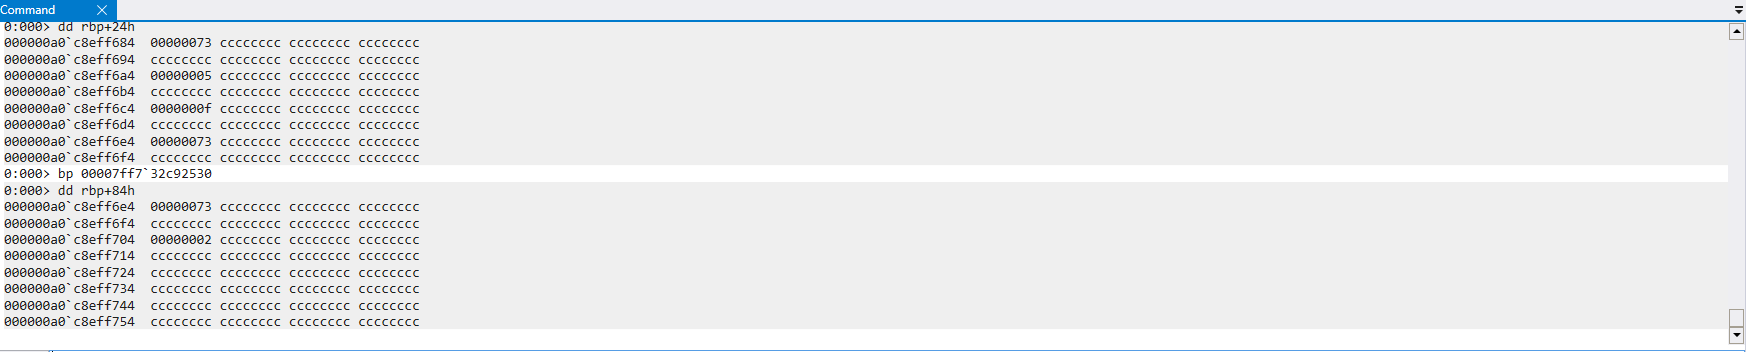 Command
0:000> dd rbp+24h
000000a0`c8eff684  00000073 cccccccc cccccccc cccccccc
000000a0`c8eff694  cccccccc cccccccc cccccccc cccccccc
000000a0`c8eff6a4  00000005 cccccccc cccccccc cccccccc
000000a0`c8eff6b4  cccccccc cccccccc cccccccc cccccccc
000000a0`c8eff6c4  0000000f cccccccc cccccccc cccccccc
000000a0`c8eff6d4  cccccccc cccccccc cccccccc cccccccc
000000a0`c8eff6e4  00000073 cccccccc cccccccc cccccccc
000000a0`c8eff6f4  cccccccc cccccccc cccccccc cccccccc
0:000> bp 00007ff7`32c92530
0:000> dd rbp+84h
000000a0`c8eff6e4  00000073 cccccccc cccccccc cccccccc
000000a0`c8eff6f4  cccccccc cccccccc cccccccc cccccccc
000000a0`c8eff704  00000002 cccccccc cccccccc cccccccc
000000a0`c8eff714  cccccccc cccccccc cccccccc cccccccc
000000a0`c8eff724  cccccccc cccccccc cccccccc cccccccc
000000a0`c8eff734  cccccccc cccccccc cccccccc cccccccc
000000a0`c8eff744  cccccccc cccccccc cccccccc cccccccc
000000a0`c8eff754  cccccccc cccccccc cccccccc cccccccc